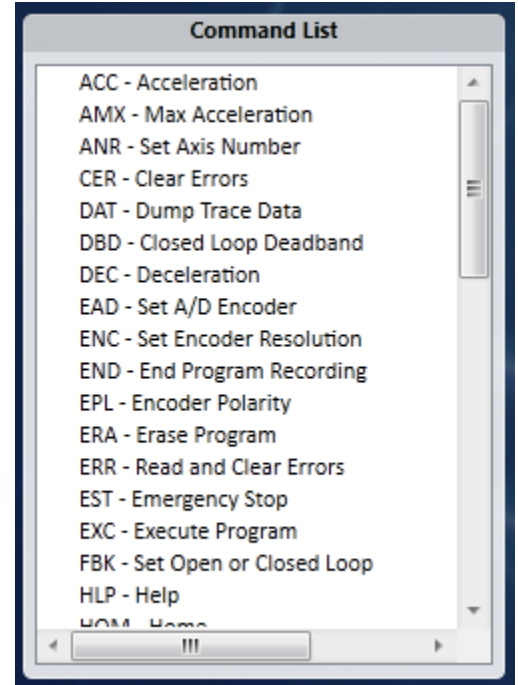 Command List
ACC - Acceleration
AMX - Max Acceleration
ANR - Set Axis Number
CER - Clear Errors
DAT - Dump Trace Data
DBD - Closed Loop Deadband
DEC - Deceleration
EAD - Set A/D Encoder
ENC - Set Encoder Resolution
END - End Program Recording
EPL - Encoder Polarity
ERA - Erase Program
ERR - Read and Clear Errors
EST - Emergency Stop
EXC - Execute Program
FBK - Set Open or Closed Loop
HLP - Help
HOM - Home